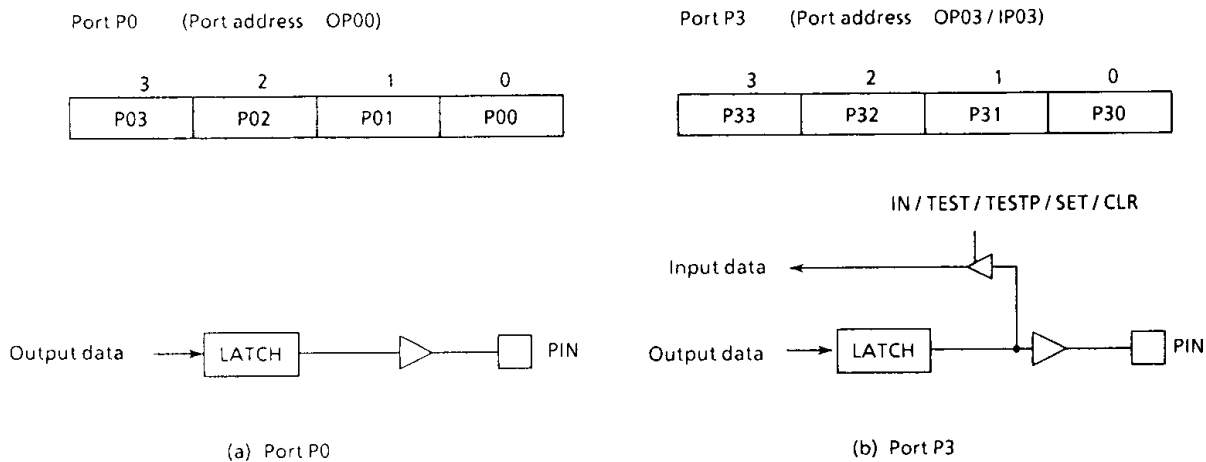 Port P0 (Port address OP00)
3 2 1 0
P03 P02 P01 P00
Output data LATCH PIN
(a) Port P0
Port P3 (Port address OP03 / IP03)
3 2 1 0
P33 P32 P31 P30
IN / TEST / TESTP / SET / CLR
Input data
Output data LATCH PIN
(b) Port P3